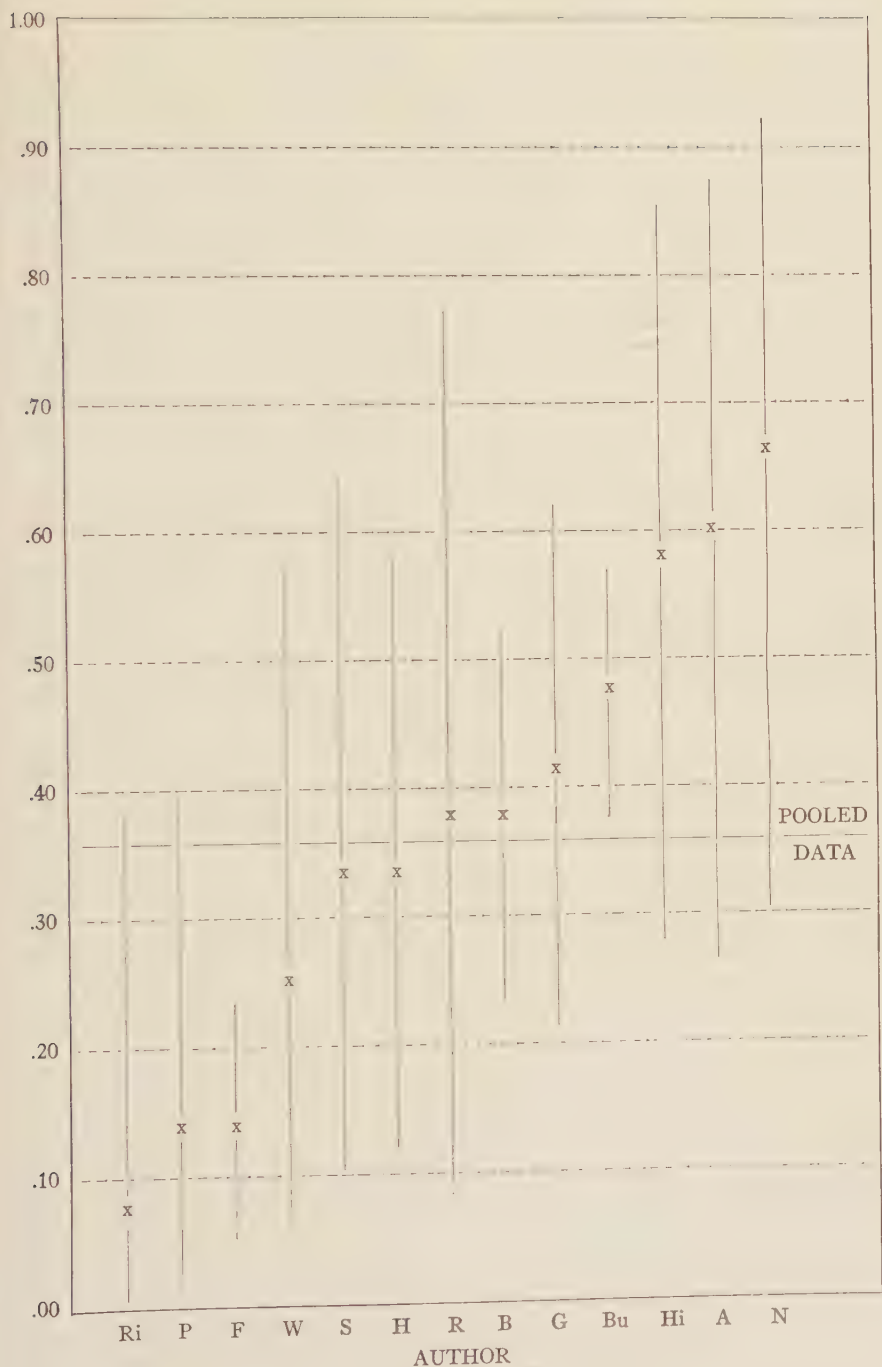 1.00
.90
.80
.70
.60
.50
.40
.30
.20
.10
.00
x
x
x
x
x
x
x
x
x
x
x
x
x
POOLED
DATA
Ri P F W S H R B G Bu Hi A N
AUTHOR